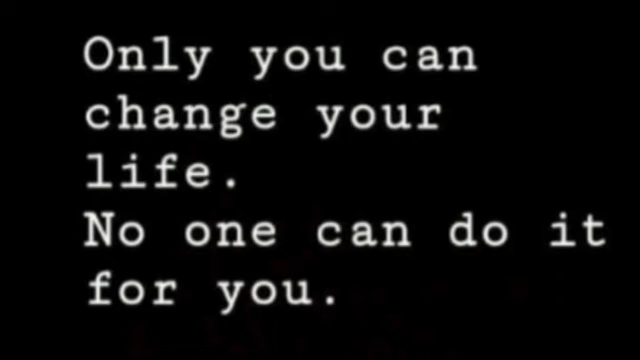 Only you can
change your
life.
No one can do it
for you.